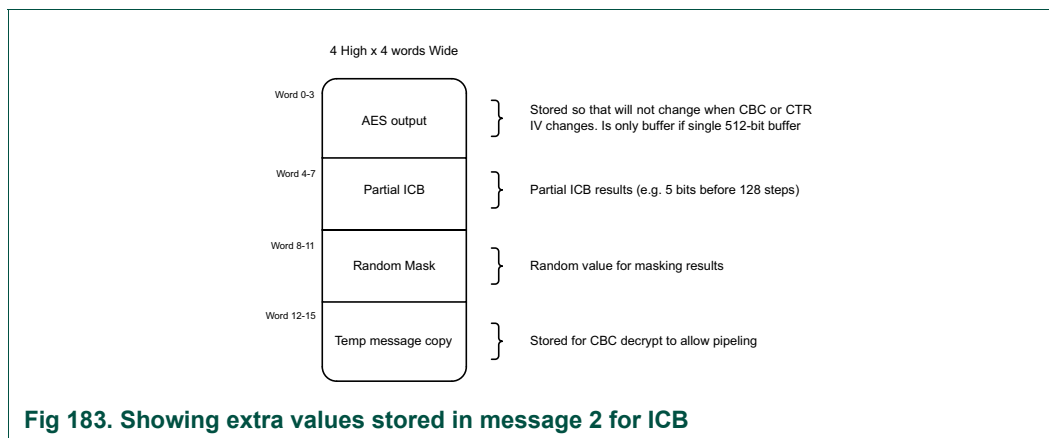 4 High x 4 words Wide
Word 0-3
AES output
Stored so that will not change when CBC or CTR
IV changes. Is only buffer if single 512-bit buffer
Word 4-7
Partial ICB
Partial ICB results (e.g. 5 bits before 128 steps)
Word 8-11
Random Mask
Random value for masking results
Word 12-15
Temp message copy
Stored for CBC decrypt to allow pipeling
Fig 183. Showing extra values stored in message 2 for ICB